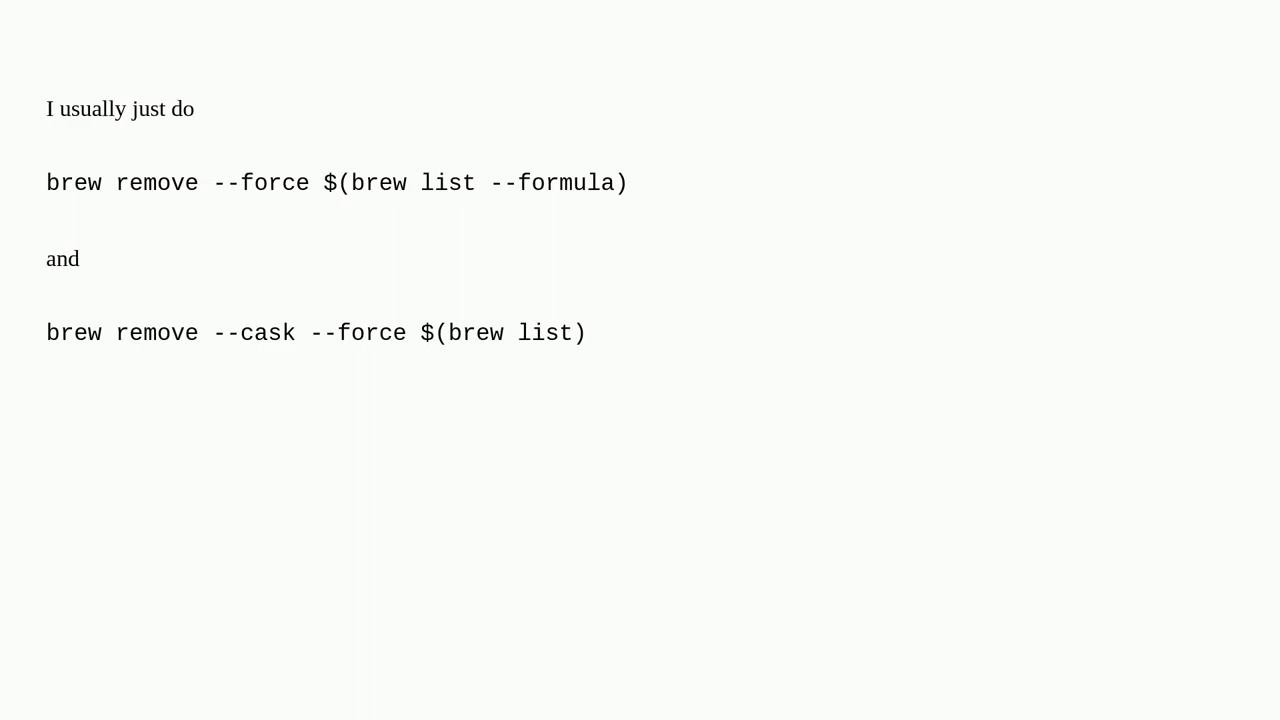 I usually just do
brew remove --force $(brew list --formula)
and
brew remove --cask --force $(brew list)